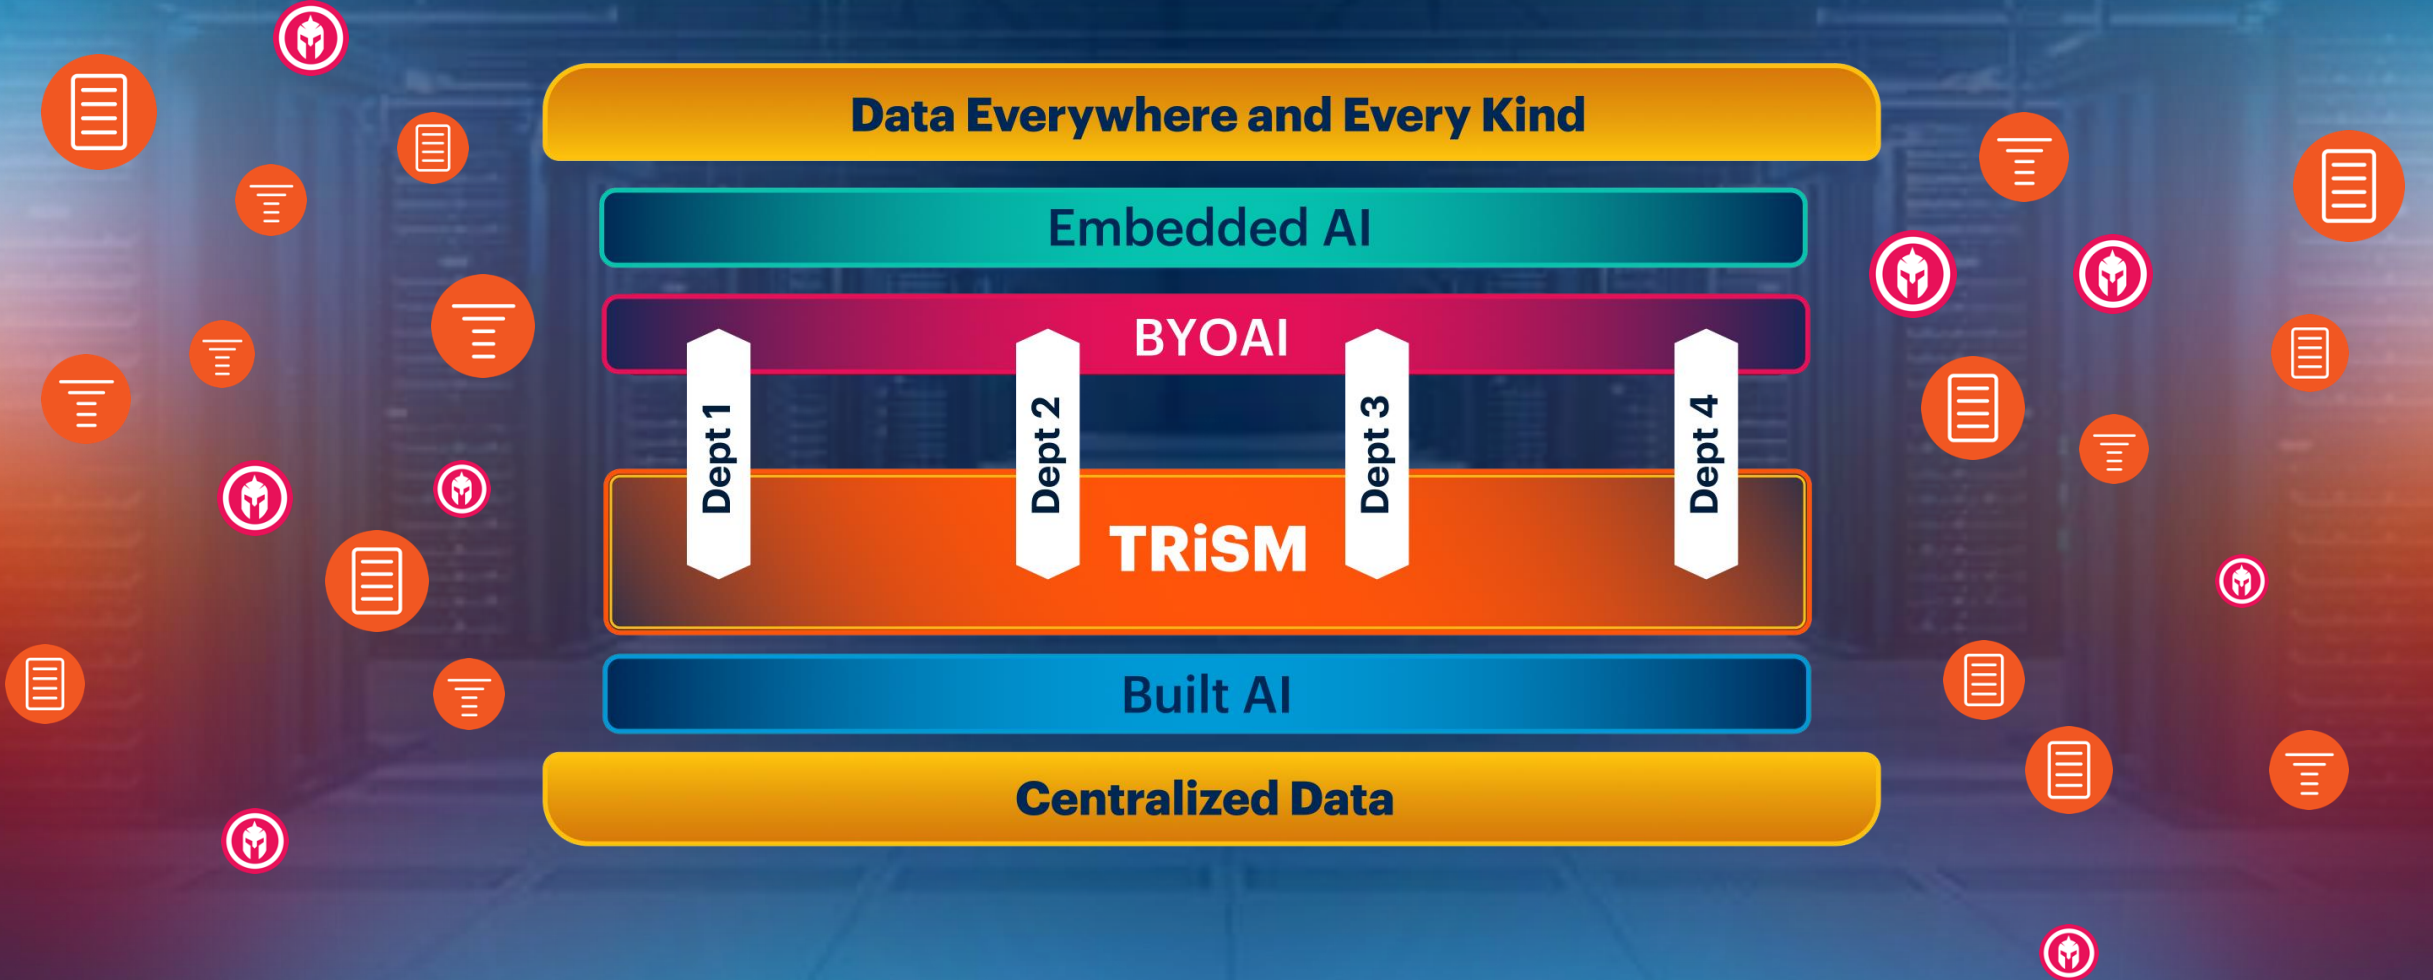 Data Everywhere and Every Kind
Embedded AI
BYOAI
Dept 1
Dept 2
Dept 3
Dept 4
TRiSM
Built AI
Centralized Data